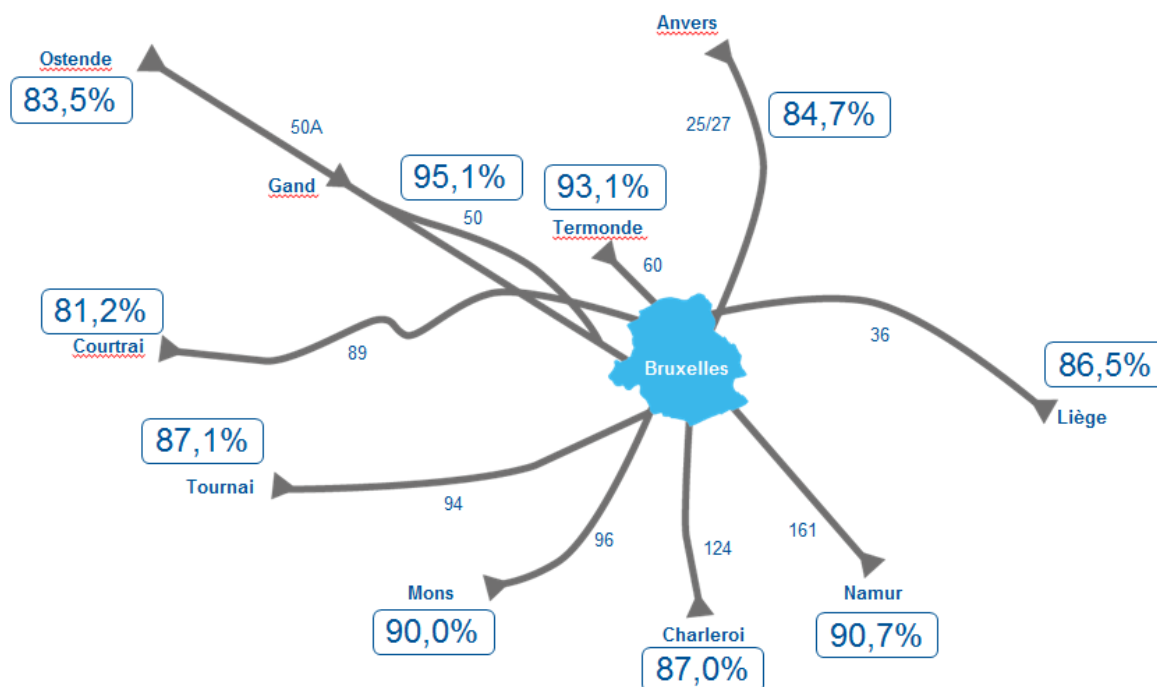 Anvers
Ostende
83,5%
84,7%
25/27
50A
95,1%
93,1%
Gand
50
Termonde
60
81,2%
Courtrai
89
36
86,5%
Bruxelles
Liège
87,1%
Tournai
94
96
124
161
Mons
90,0%
Namur
90,7%
Charleroi
87,0%